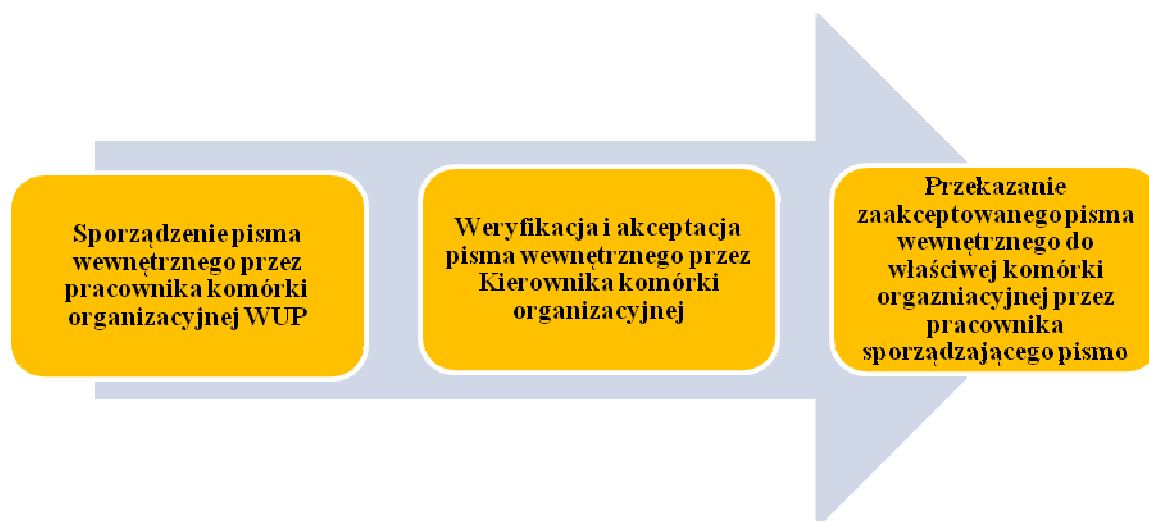 Sporządzenie pisma
wewnętrznego przez
pracownika komórki
organizacyjnej WUP
Weryfikacja i akceptacja
pisma wewnętrznego przez
Kierownika komórki
organizacyjnej
Przekazanie
zaakceptowanego pisma
wewnętrznego do
właściwej komórki
orgazniacyjnej przez
pracownika
sporządzającego pismo